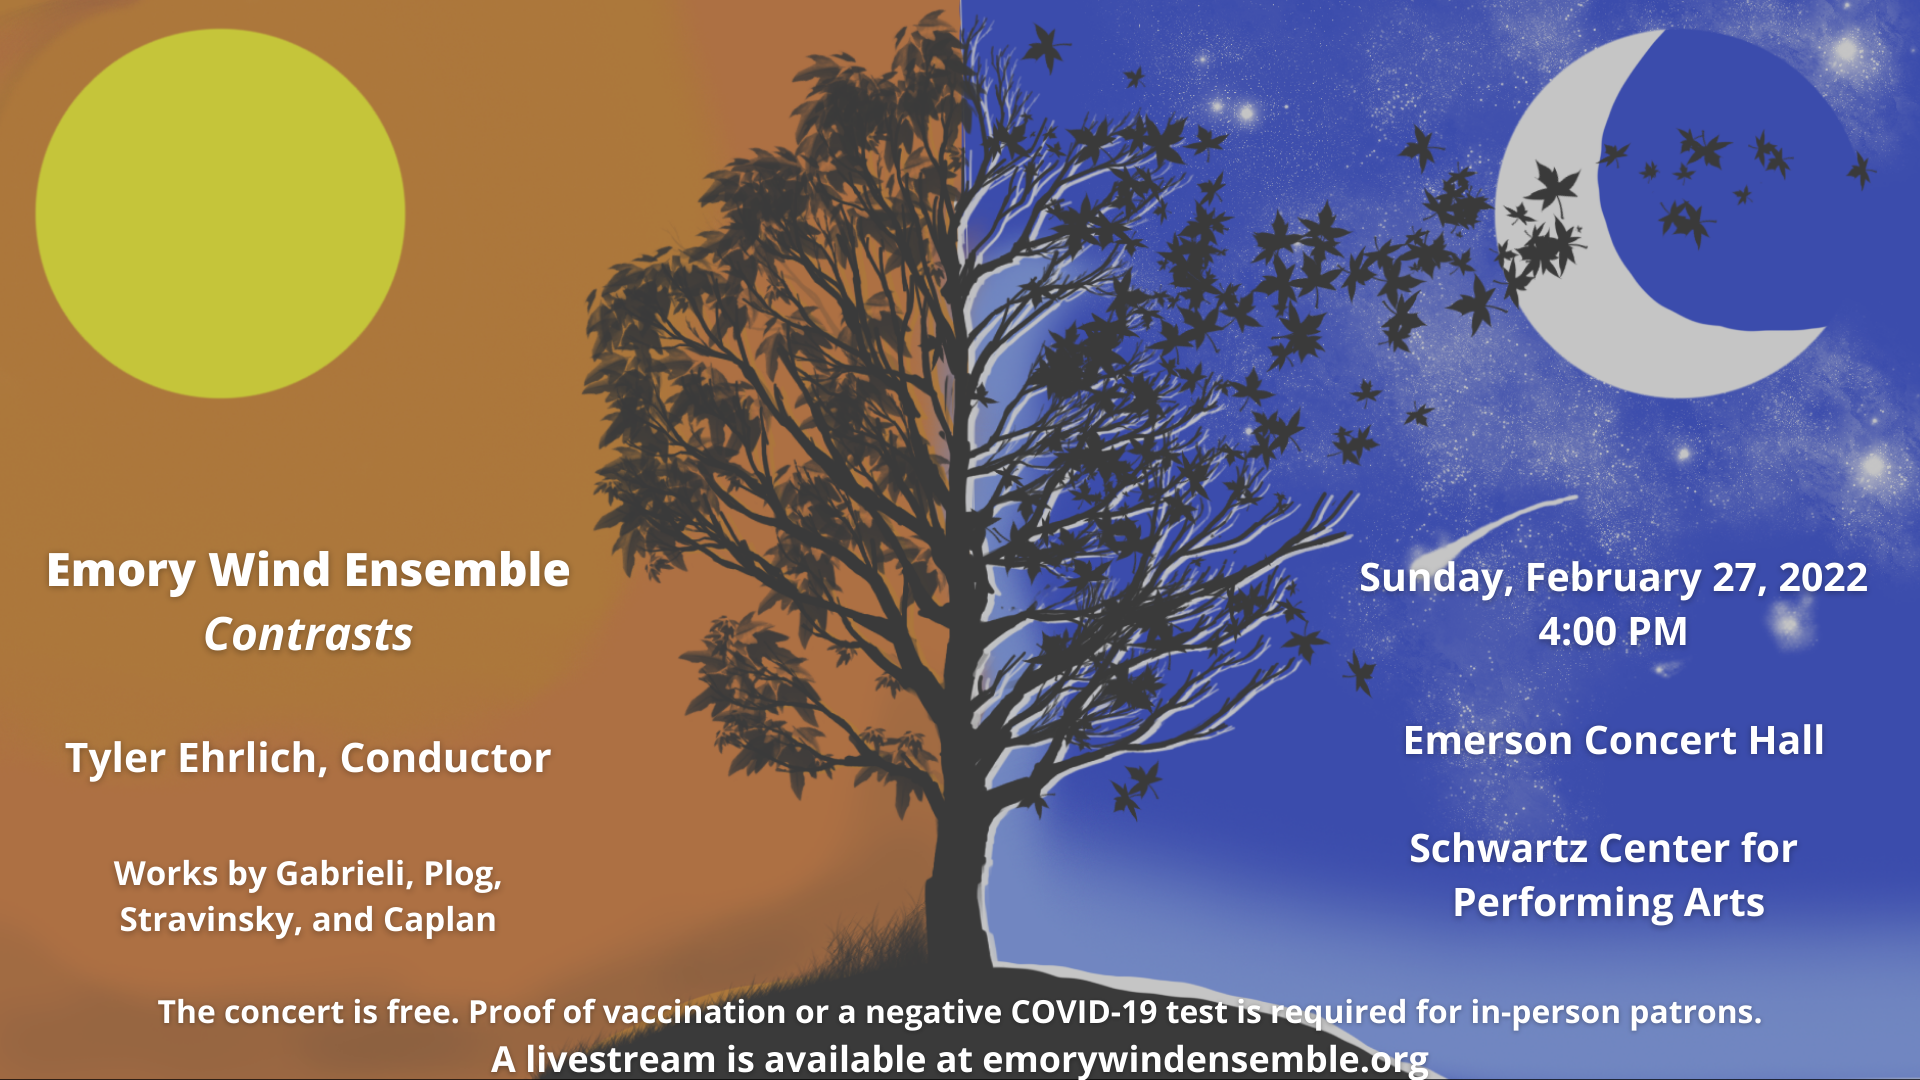 Emory Wind Ensemble
Contrasts
Tyler Ehrlich, Conductor
Works by Gabrieli, Plog,
Stravinsky, and Caplan
Sunday, February 27, 2022
4:00 PM
Emerson Concert Hall
Schwartz Center for
Performing Arts
The concert is free. Proof of vaccination or a negative COVID-19 test is required for in-person patrons.
A livestream is available at emorywindensemble.org